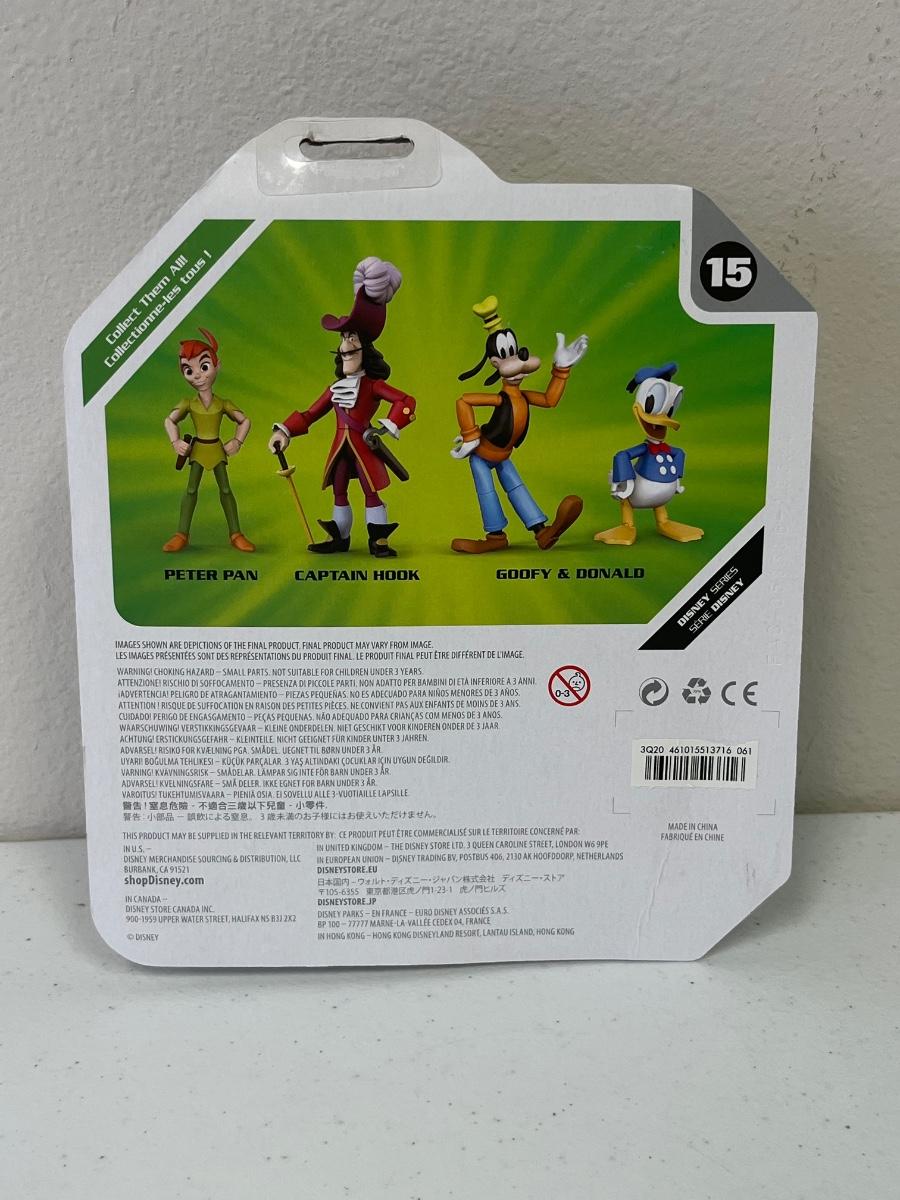 Collect Them All!
Collectionne-les tous !
15
PETER PAN
CAPTAIN HOOK
GOOFY & DONALD
DISNEY SERIES
SÉRIE DISNEY
IMAGES SHOWN ARE DEPICTIONS OF THE FINAL PRODUCT. FINAL PRODUCT MAY VARY FROM IMAGE.
LES IMAGES PRÉSENTÉES SONT DES REPRÉSENTATIONS DU PRODUIT FINAL. LE PRODUIT FINAL PEUT ÊTRE DIFFÉRENT DE L'IMAGE.
WARNING! CHOKING HAZARD – SMALL PARTS. NOT SUITABLE FOR CHILDREN UNDER 3 YEARS.
ATTENZIONE! RISCHIO DI SOFFOCAMENTO – PRESENZA DI PICCOLE PARTI. NON ADATTO PER BAMBINI DI ETÀ INFERIORE A 3 ANNI.
¡ADVERTENCIA! PELIGRO DE ATRAGANTAMIENTO – PIEZAS PEQUEÑAS. NO ES ADECUADO PARA NIÑOS MENORES DE 3 AÑOS.
ATTENTION ! RISQUE DE SUFFOCATION EN RAISON DES PETITES PIÈCES. NE CONVIENT PAS AUX ENFANTS DE MOINS DE 3 ANS.
CUIDADO! PERIGO DE ENGASGAMENTO – PEÇAS PEQUENAS. NÃO ADEQUADO PARA CRIANÇAS COM MENOS DE 3 ANOS.
WAARSCHUWING! VERSTIKKINGSGEVAAR – KLEINE ONDERDELEN. NIET GESCHIKT VOOR KINDEREN ONDER DE 3 JAAR.
ACHTUNG! ERSTICKUNGSGEFAHR – KLEINTEILE. NICHT GEEIGNET FÜR KINDER UNTER 3 JAHREN.
ADVARSEL! RISIKO FOR KVÆLNING PGA. SMÅDEL. UEGNET TIL BØRN UNDER 3 ÅR.
UYARI! BOĞULMA TEHLİKESİ – KÜÇÜK PARÇALAR. 3 YAŞ ALTINDAKİ ÇOCUKLAR İÇİN UYGUN DEĞİLDİR.
VARNING! KVÄVNINGSRISK – SMÅDELAR. LÄMPAR SIG INTE FÖR BARN UNDER 3 ÅR.
ADVARSEL! KVELNINGSFARE – SMÅ DELER. IKKE EGNET FOR BARN UNDER 3 ÅR.
VAROITUS! TUKEHTUMISVAARA – PIENIÄ OSIA. EI SOVELLU ALLE 3-VUOTIAILLE LAPSILLE.
警告！窒息危險 - 不適合三歲以下兒童 - 小零件.
警告：小部品 ― 誤飲による窒息。 3 歳未満のお子様にはお使いいただけません。
0-3
CE
3Q20 461015513716 061
MADE IN CHINA
FABRIQUÉ EN CHINE
THIS PRODUCT MAY BE SUPPLIED IN THE RELEVANT TERRITORY BY: CE PRODUIT PEUT ÊTRE COMMERCIALISÉ SUR LE TERRITOIRE CONCERNÉ PAR:
IN U.S. –
DISNEY MERCHANDISE SOURCING & DISTRIBUTION, LLC
BURBANK, CA 91521
shopDisney.com
IN CANADA –
DISNEY STORE CANADA INC.
900-1959 UPPER WATER STREET, HALIFAX NS B3J 2X2
© DISNEY
IN UNITED KINGDOM – THE DISNEY STORE LTD. 3 QUEEN CAROLINE STREET, LONDON W6 9PE
IN EUROPEAN UNION – DISNEY TRADING BV, POSTBUS 406, 2130 AK HOOFDDORP, NETHERLANDS
DISNEYSTORE.EU
日本国内－ウォルト・ディズニー・ジャパン株式会社 ディズニーストア
〒105-6355 東京都港区虎ノ門1-23-1 虎ノ門ヒルズ
DISNEYSTORE.JP
DISNEY PARKS – EN FRANCE – EURO DISNEY ASSOCIÉS S.A.S.
BP 100 – 77777 MARNE-LA-VALLÉE CEDEX 04, FRANCE
IN HONG KONG – HONG KONG DISNEYLAND RESORT, LANTAU ISLAND, HONG KONG